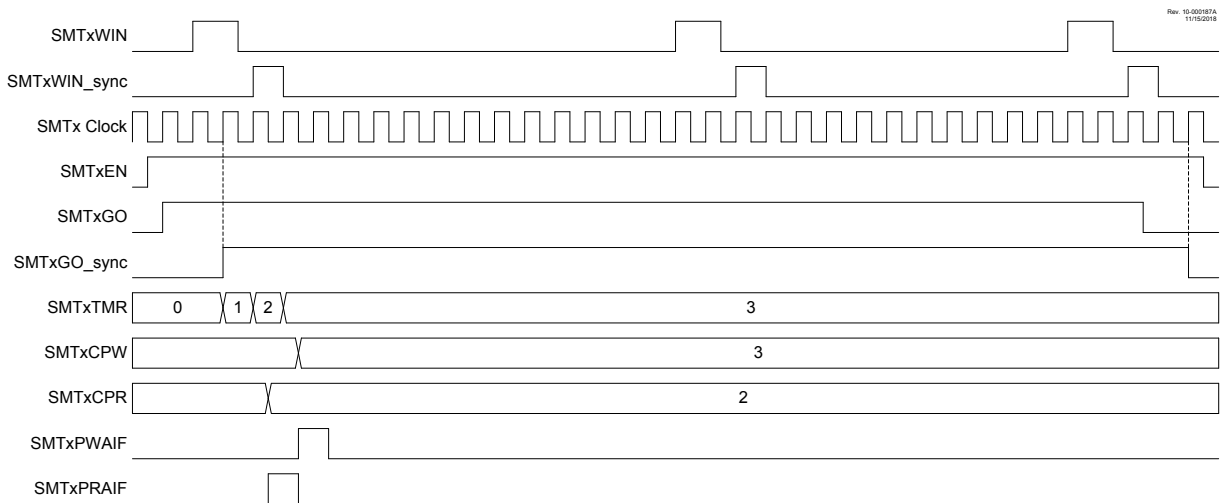 Rev. 10-000187A
11/15/2018
SMTxWIN
SMTxWIN_sync
SMTx Clock
SMTxEN
SMTxGO
SMTxGO_sync
SMTxTMR 0 1 2 3
SMTxCPW 3
SMTxCPR 2
SMTxPWAIF
SMTxPRAIF